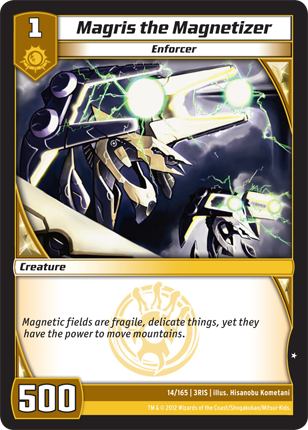 1
Magris the Magnetizer
Enforcer
Creature
Magnetic fields are fragile, delicate things, yet they
have the power to move mountains.
500
14/165 | 3RIS | illus. Hisanobu Kometani
TM & © 2012 Wizards of the Coast/Shogakukan/Mitsui-Kids